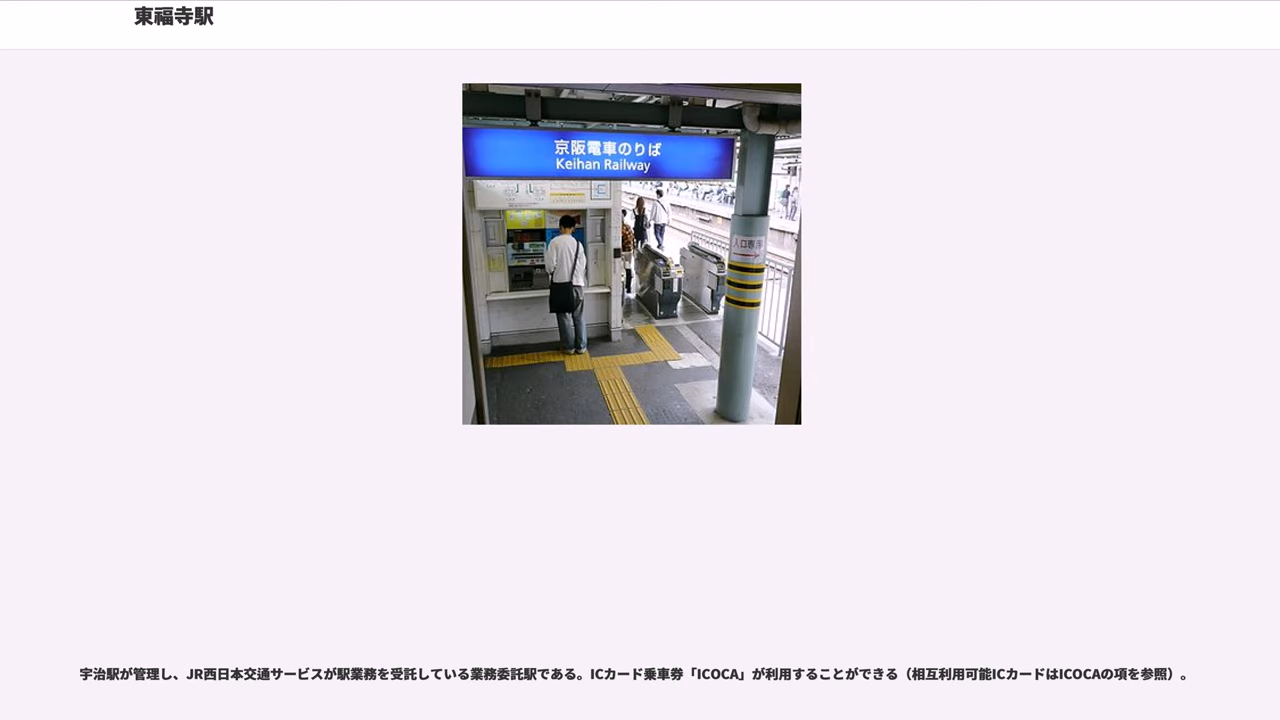 東福寺駅
京阪電車のりば
Keihan Railway
入口専用
宇治駅が管理し、JR西日本交通サービスが駅業務を受託している業務委託駅である。ICカード乗車券「ICOCA」が利用することができる（相互利用可能ICカードはICOCAの項を参照）。